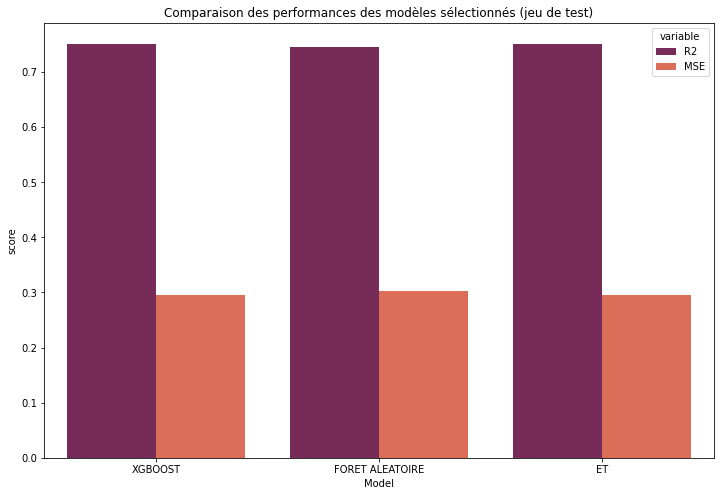 Comparaison des performances des modèles sélectionnés (jeu de test)
variable
R2
MSE
0.7
0.6
0.5
0.4
0.3
0.2
0.1
0.0
score
XGBOOST
FORET ALEATOIRE
ET
Model